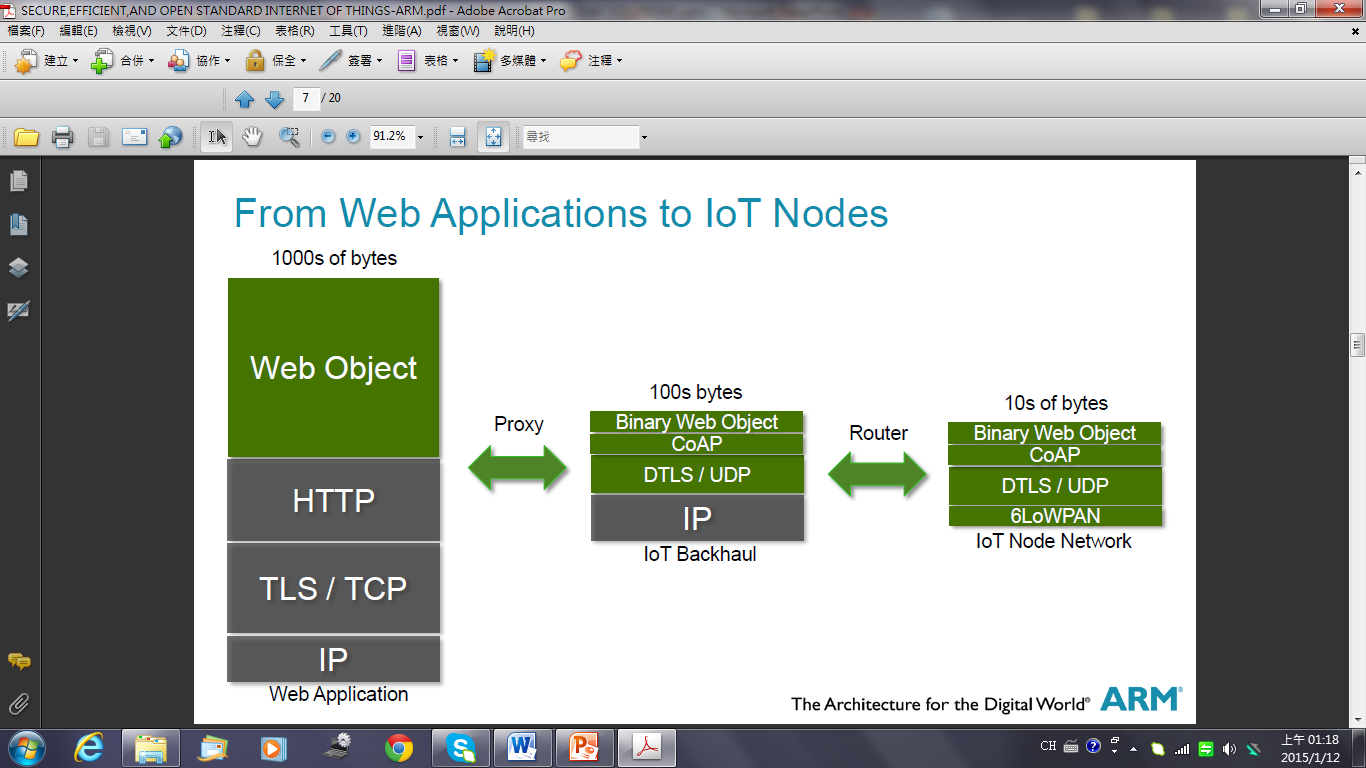 SECURE,EFFICIENT,AND OPEN STANDARD INTERNET OF THINGS-ARM.pdf - Adobe Acrobat Pro
檔案(F) 編輯(E) 檢視(V) 文件(D) 注釋(C) 表格(R) 工具(T) 進階(A) 視窗(W) 說明(H)
建立 合併 協作 保全 簽署 表格 多媒體 注釋
7 / 20
91.2% 尋找
From Web Applications to IoT Nodes
1000s of bytes
Web Object
HTTP
TLS / TCP
IP
Web Application
Proxy
100s bytes
Binary Web Object
CoAP
DTLS / UDP
IP
IoT Backhaul
Router
10s of bytes
Binary Web Object
CoAP
DTLS / UDP
6LoWPAN
IoT Node Network
The Architecture for the Digital World® ARM®
CH
上午 01:18
2015/1/12